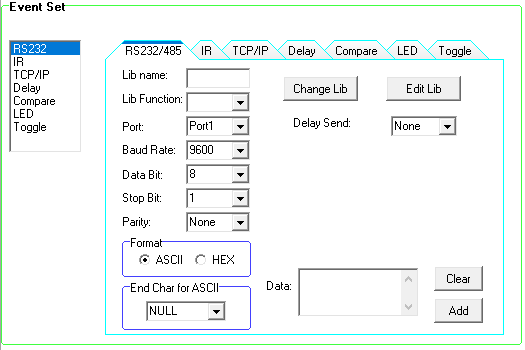 Event Set
RS232
IR
TCP/IP
Delay
Compare
LED
Toggle
RS232/485 IR TCP/IP Delay Compare LED Toggle
Lib name:
Change Lib Edit Lib
Lib Function:
Port: Port1
Delay Send: None
Baud Rate: 9600
Data Bit: 8
Stop Bit: 1
Parity: None
Format
ASCII HEX
End Char for ASCII
NULL
Data:
Clear
Add